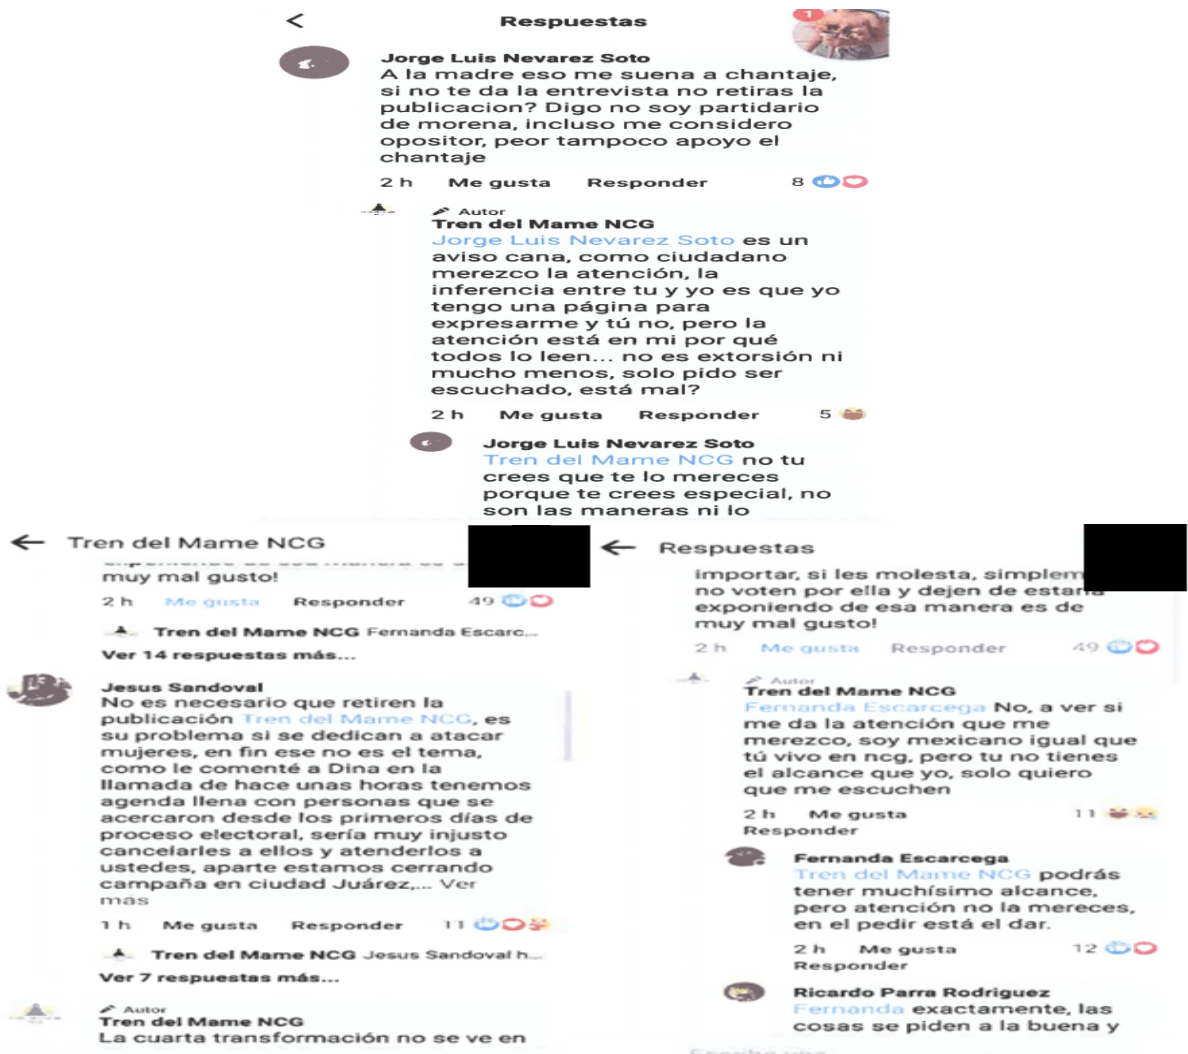 Respuestas
1
Jorge Luis Nevarez Soto
A la madre eso me suena a chantaje,
si no te da la entrevista no retiras la
publicacion? Digo no soy partidario
de morena, incluso me considero
opositor, peor tampoco apoyo el
chantaje
2 h Me gusta Responder 8
Autor
Tren del Mame NCG
Jorge Luis Nevarez Soto es un
aviso cana, como ciudadano
merezco la atención, la
inferencia entre tu y yo es que yo
tengo una página para
expresarme y tú no, pero la
atención está en mi por qué
todos lo leen... no es extorsión ni
mucho menos, solo pido ser
escuchado, está mal?
2 h Me gusta Responder 5
Jorge Luis Nevarez Soto
Tren del Mame NCG no tu
crees que te lo mereces
porque te crees especial, no
son las maneras ni lo
Tren del Mame NCG
muy mal gusto!
2 h Me gusta Responder 49
Tren del Mame NCG Fernanda Escarc...
Ver 14 respuestas más...
Jesus Sandoval
No es necesario que retiren la
publicación Tren del Mame NCG, es
su problema si se dedican a atacar
mujeres, en fin ese no es el tema,
como le comenté a Dina en la
llamada de hace unas horas tenemos
agenda llena con personas que se
acercaron desde los primeros días de
proceso electoral, sería muy injusto
cancelarles a ellos y atenderlos a
ustedes, aparte estamos cerrando
campaña en ciudad Juárez,... Ver
más
1 h Me gusta Responder 11
Tren del Mame NCG Jesus Sandoval h...
Ver 7 respuestas más...
Autor
Tren del Mame NCG
La cuarta transformación no se ve en
Respuestas
importar, si les molesta, simplem
no voten por ella y dejen de estarla
exponiendo de esa manera es de
muy mal gusto!
2 h Me gusta Responder 49
Autor
Tren del Mame NCG
Fernanda Escarcega No, a ver si
me da la atención que me
merezco, soy mexicano igual que
tú vivo en ncg, pero tu no tienes
el alcance que yo, solo quiero
que me escuchen
2 h Me gusta 11
Responder
Fernanda Escarcega
Tren del Mame NCG podrás
tener muchísimo alcance,
pero atención no la mereces,
en el pedir está el dar.
2 h Me gusta 12
Responder
Ricardo Parra Rodriguez
Fernanda exactamente, las
cosas se piden a la buena y